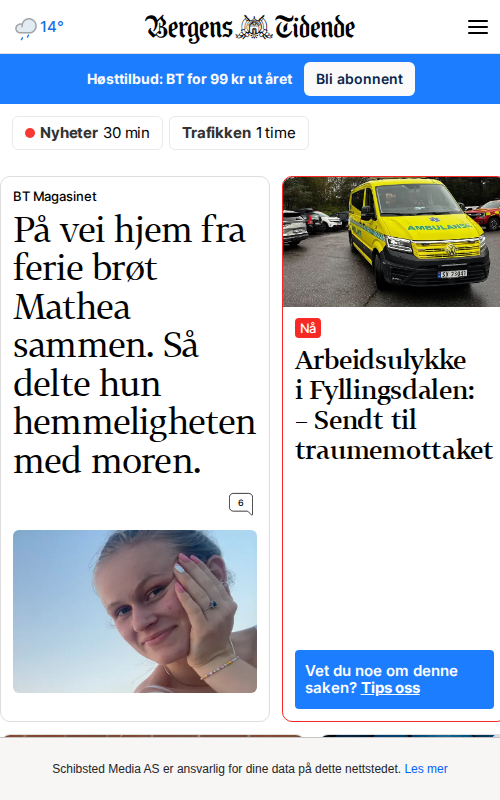 14°
Bergens Tidende
Høsttilbud: BT for 99 kr ut året
Bli abonnent
Nyheter 30 min
Trafikken 1 time
BT Magasinet
På vei hjem fra
ferie brøt
Mathea
sammen. Så
delte hun
hemmeligheten
med moren.
6
AMBULANSE
Nå
Arbeidsulykke
i Fyllingsdalen:
– Sendt til
traumemottaket
Vet du noe om denne
saken? Tips oss
Schibsted Media AS er ansvarlig for dine data på dette nettstedet. Les mer